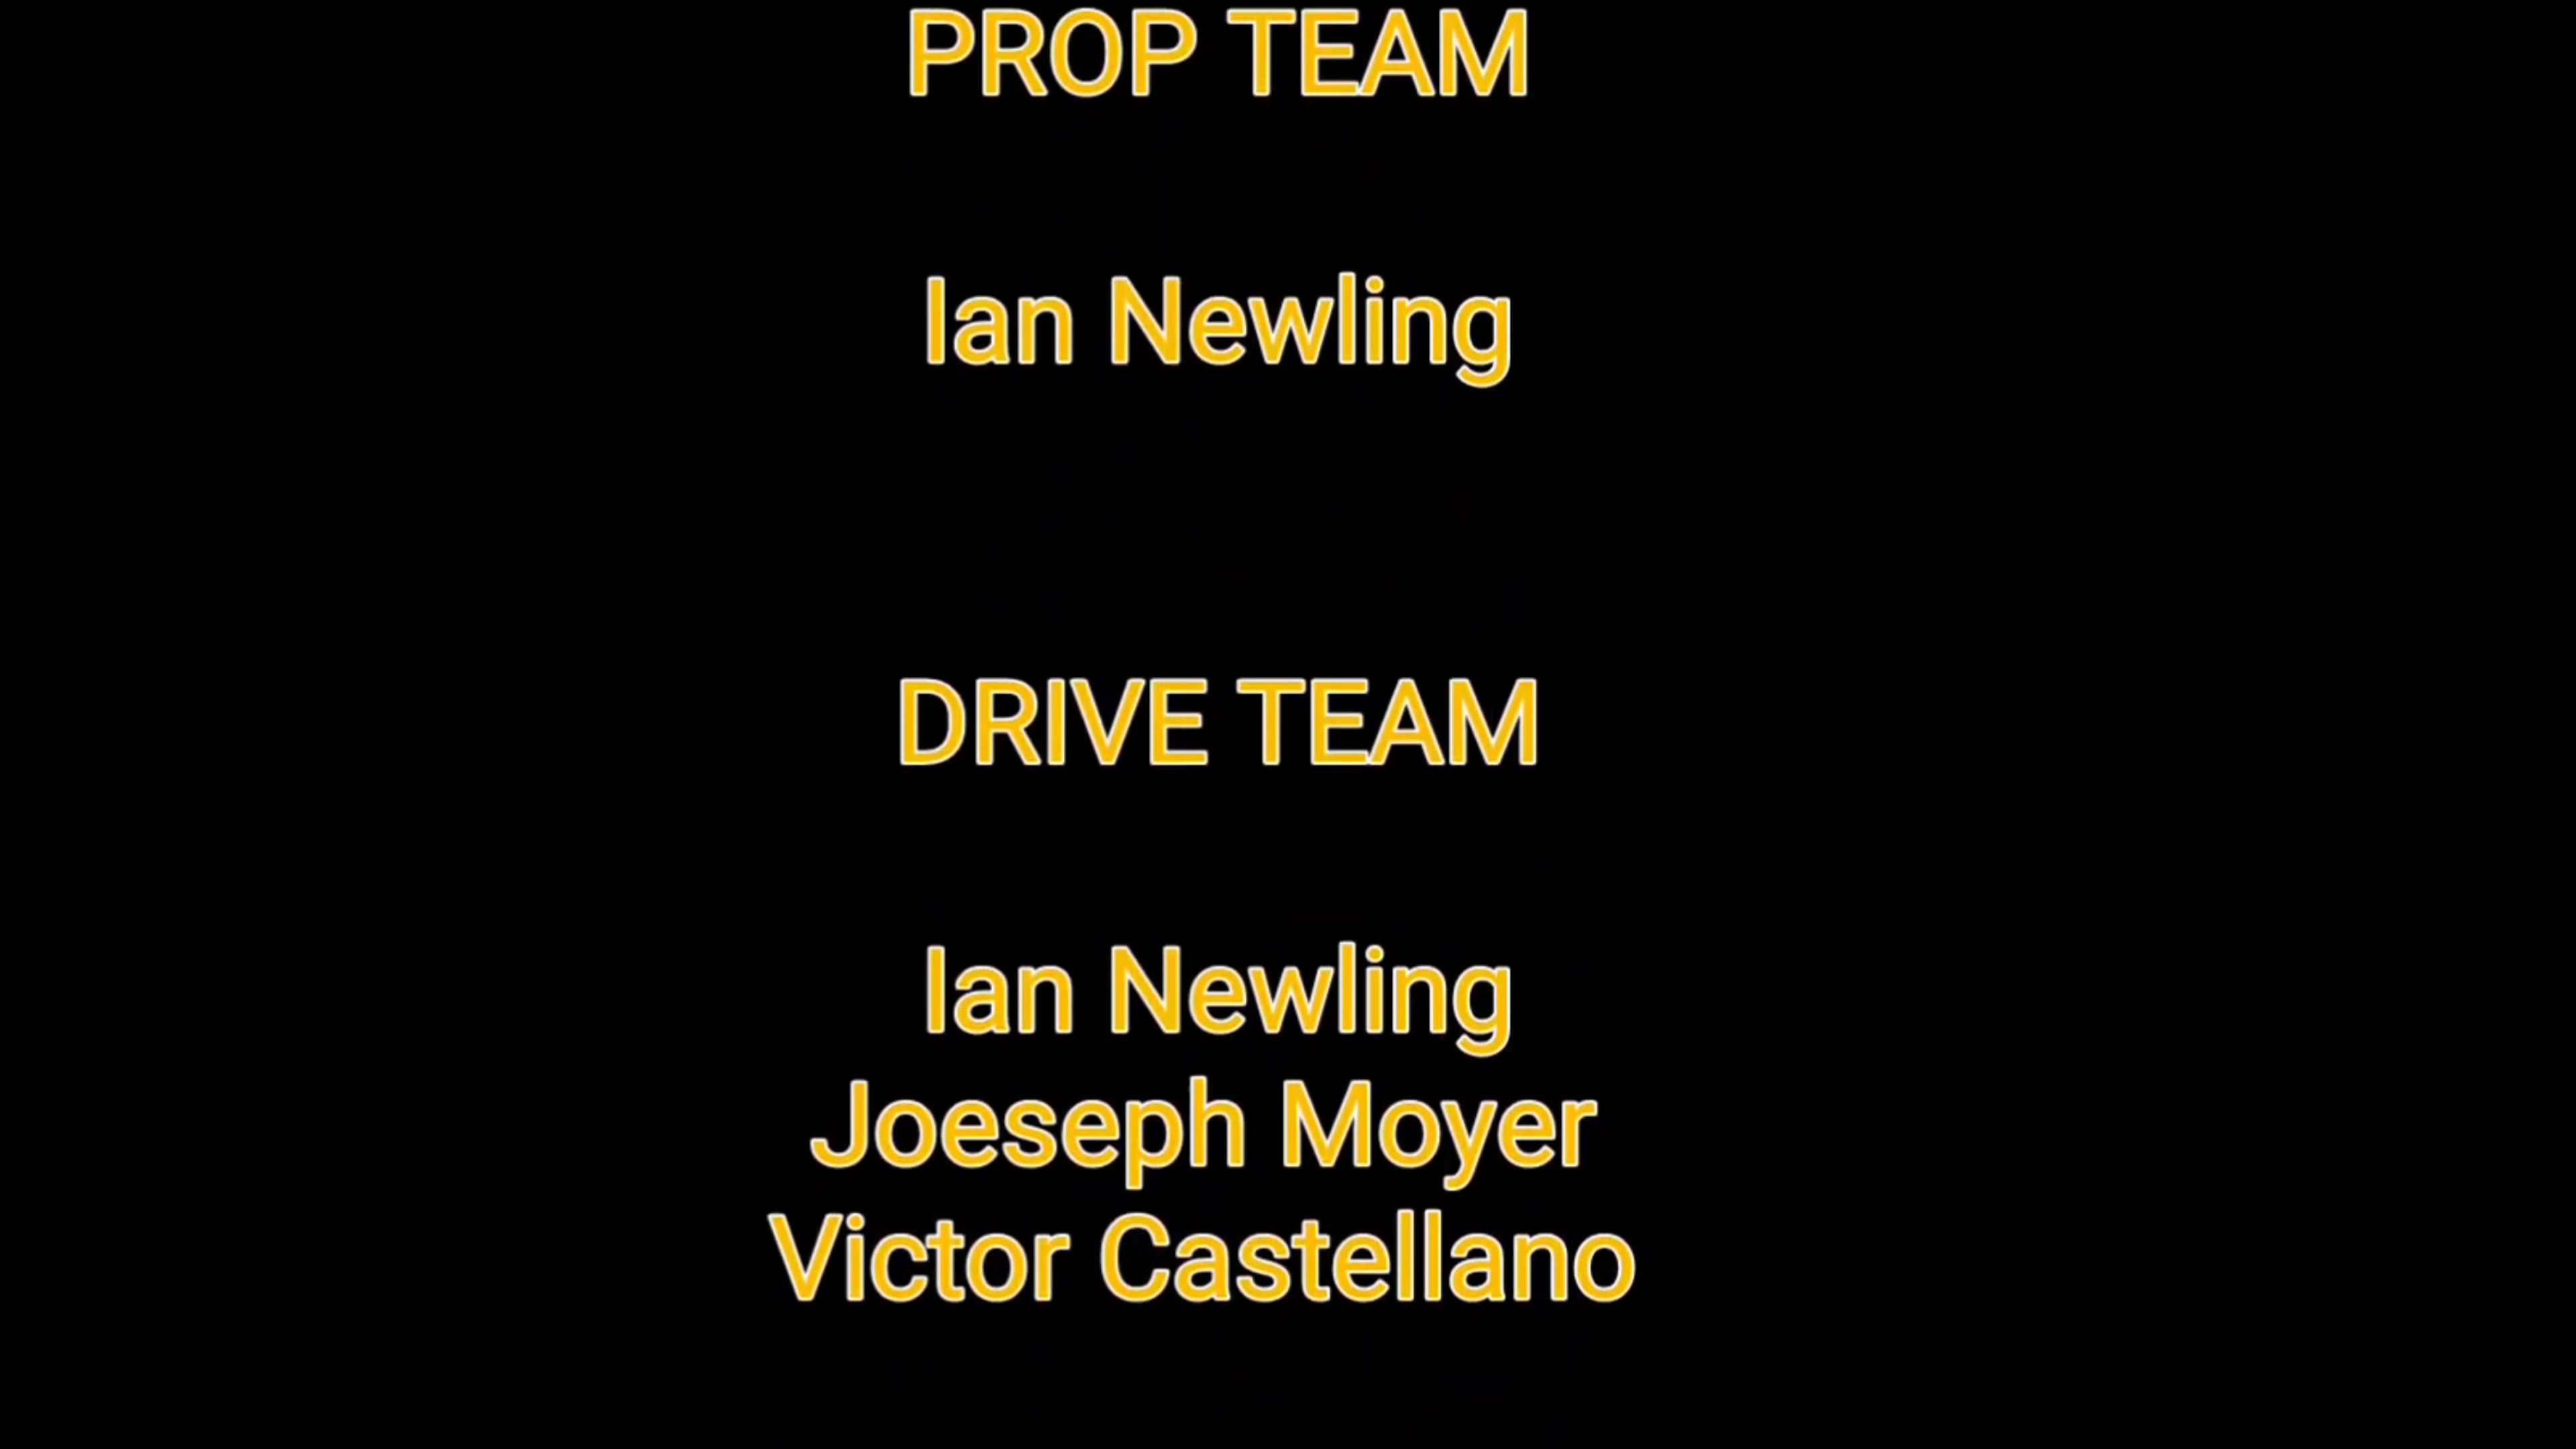 PROP TEAM
Ian Newling
DRIVE TEAM
Ian Newling
Joeseph Moyer
Victor Castellano